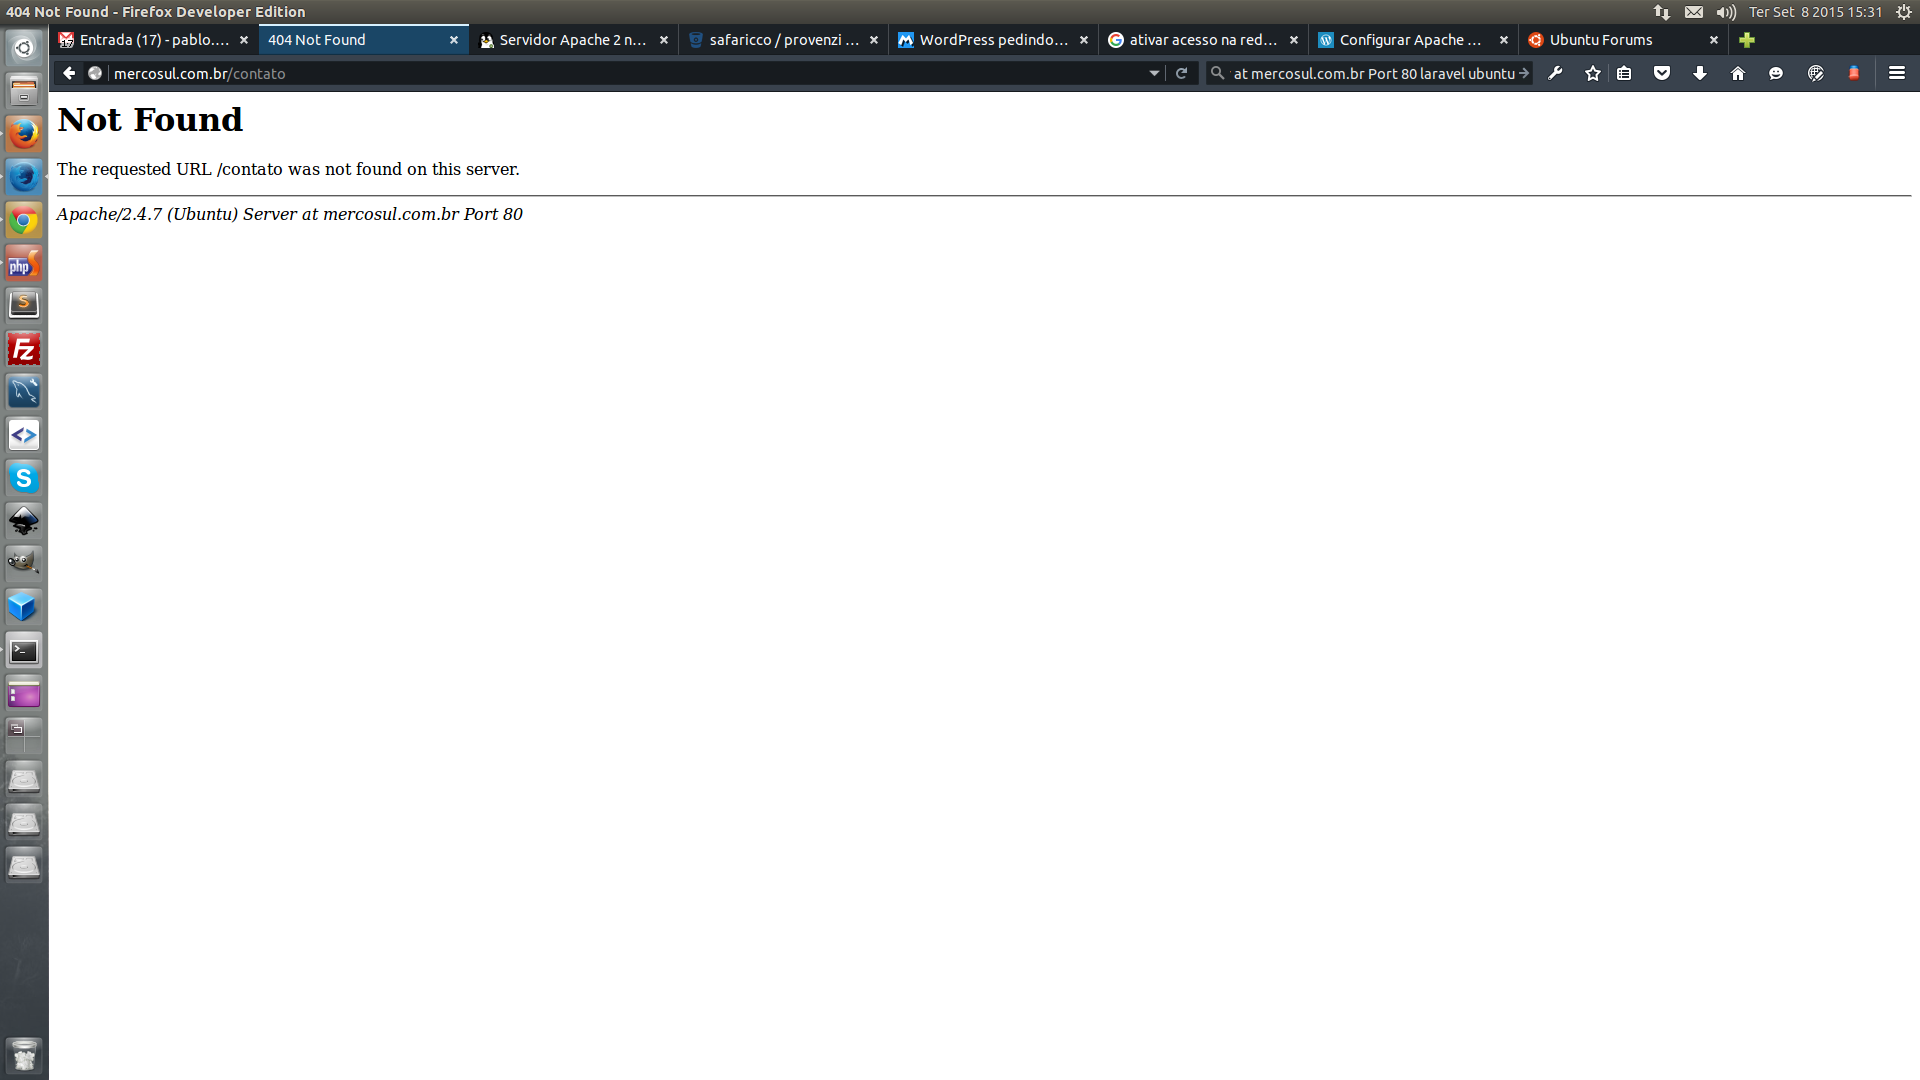 404 Not Found - Firefox Developer Edition
Ter Set 8 2015 15:31
Entrada (17) - pablo....
404 Not Found
Servidor Apache 2 n...
safaricco / provenzi ...
WordPress pedindo...
ativar acesso na red...
Configurar Apache ...
Ubuntu Forums
mercosul.com.br/contato
at mercosul.com.br Port 80 laravel ubuntu
Not Found
The requested URL /contato was not found on this server.
Apache/2.4.7 (Ubuntu) Server at mercosul.com.br Port 80
17
php
S
Fz
S